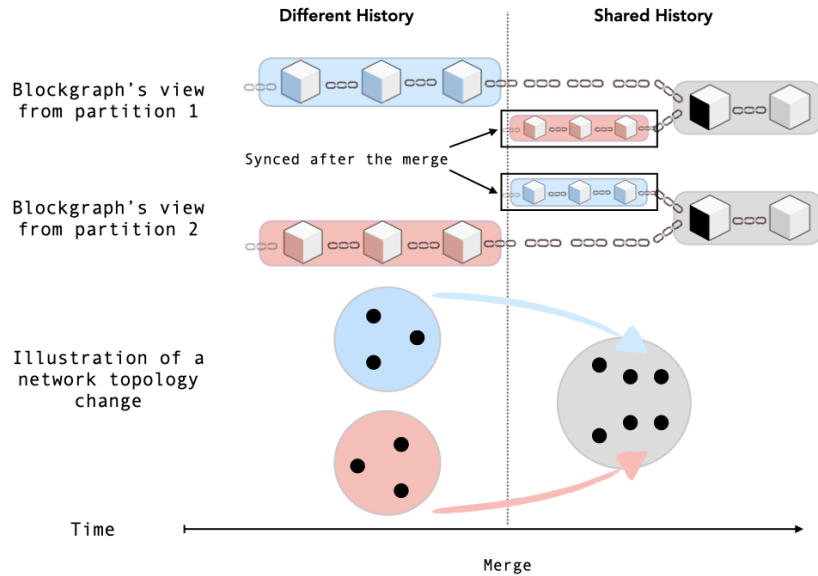 Different History
Shared History
Blockgraph's view
from partition 1
Synced after the merge
Blockgraph's view
from partition 2
Illustration of a
network topology
change
Time
Merge